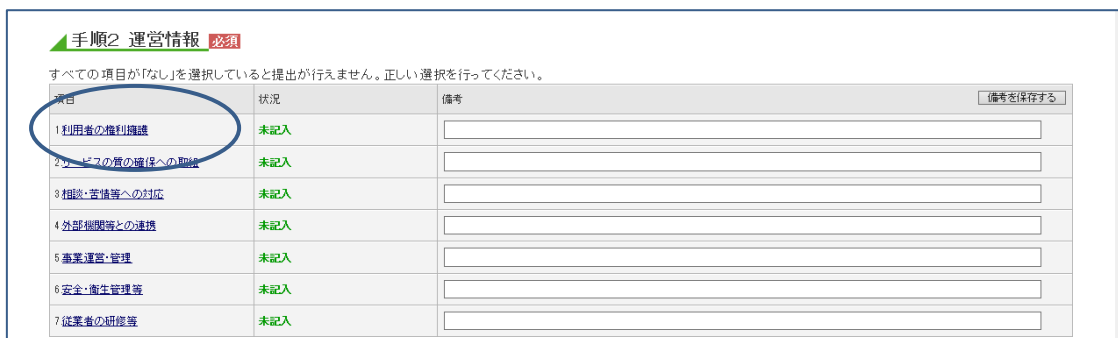 手順2 運営情報 必須
すべての項目が「なし」を選択していると提出が行えません。正しい選択を行ってください。
項目 状況 備考 備考を保存する
1 利用者の権利擁護 未記入
2 サービスの質の確保への取組 未記入
3 相談・苦情等への対応 未記入
4 外部機関等との連携 未記入
5 事業運営・管理 未記入
6 安全・衛生管理等 未記入
7 従業者の研修等 未記入